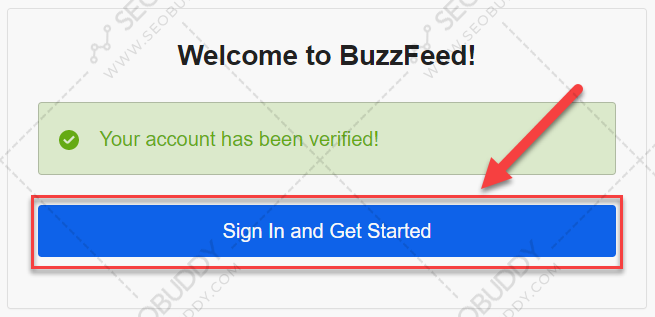 Welcome to BuzzFeed!
Your account has been verified!
Sign In and Get Started
SEOBUDDY
WWW.SEOBUDDY.COM